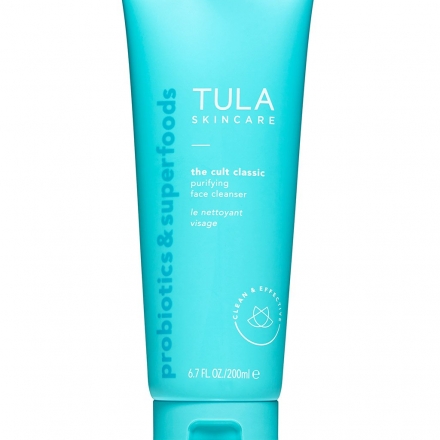 probiotics & superfoods
TULA
SKINCARE
the cult classic
purifying
face cleanser
le nettoyant
visage
CLEAN & EFFECTIVE
6.7 FL OZ./200ml e